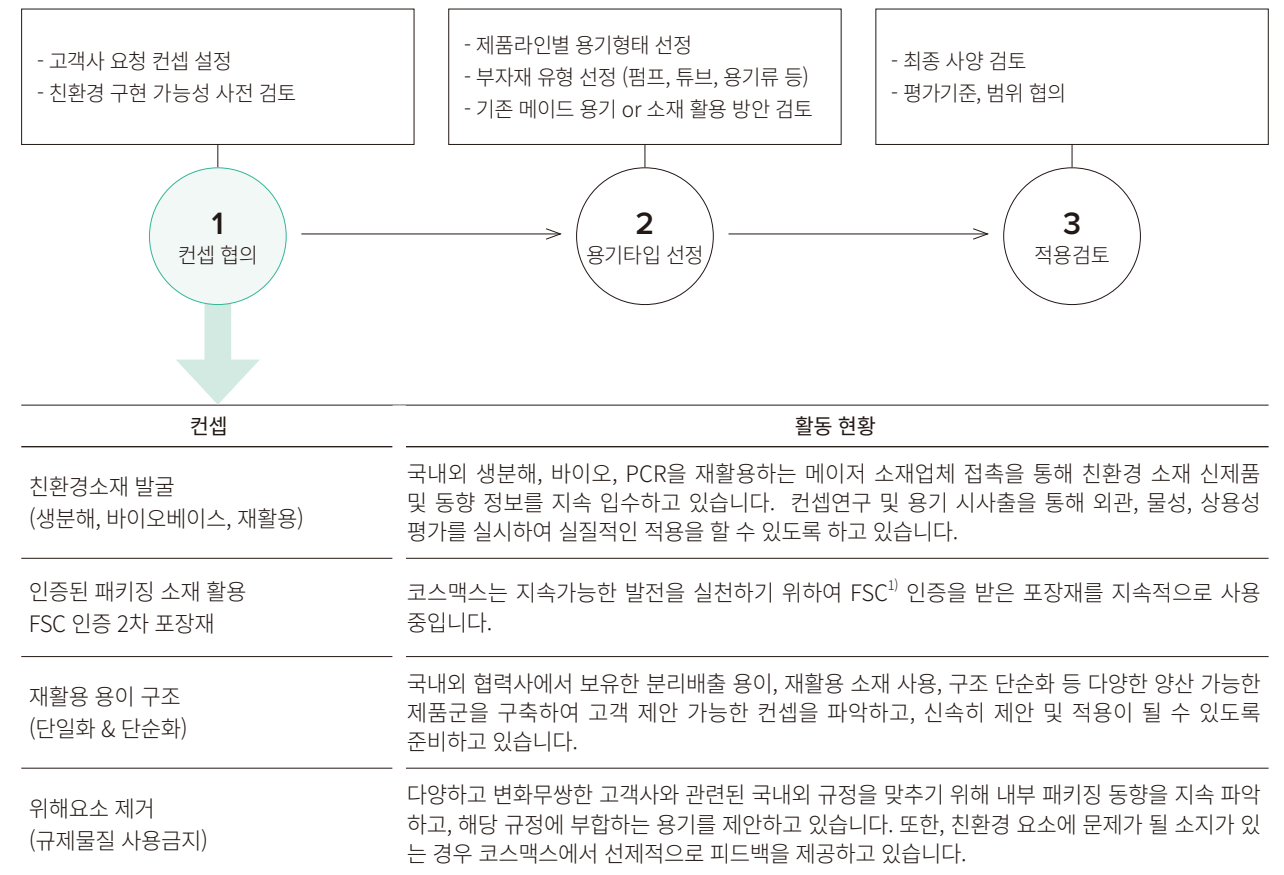 - 고객사 요청 컨셉 설정
- 친환경 구현 가능성 사전 검토
- 제품라인별 용기형태 선정
- 부자재 유형 선정 (펌프, 튜브, 용기류 등)
- 기존 메이드 용기 or 소재 활용 방안 검토
- 최종 사양 검토
- 평가기준, 범위 협의
1
컨셉 협의
2
용기타입 선정
3
적용검토
컨셉
활동 현황
친환경소재 발굴
(생분해, 바이오베이스, 재활용)
국내외 생분해, 바이오, PCR을 재활용하는 메이저 소재업체 접촉을 통해 친환경 소재 신제품
및 동향 정보를 지속 입수하고 있습니다. 컨셉연구 및 용기 시사출을 통해 외관, 물성, 상용성
평가를 실시하여 실질적인 적용을 할 수 있도록 하고 있습니다.
인증된 패키징 소재 활용
FSC 인증 2차 포장재
코스맥스는 지속가능한 발전을 실천하기 위하여 FSC1) 인증을 받은 포장재를 지속적으로 사용
중입니다.
재활용 용이 구조
(단일화 & 단순화)
국내외 협력사에서 보유한 분리배출 용이, 재활용 소재 사용, 구조 단순화 등 다양한 양산 가능한
제품군을 구축하여 고객 제안 가능한 컨셉을 파악하고, 신속히 제안 및 적용이 될 수 있도록
준비하고 있습니다.
위해요소 제거
(규제물질 사용금지)
다양하고 변화무쌍한 고객사와 관련된 국내외 규정을 맞추기 위해 내부 패키징 동향을 지속 파악
하고, 해당 규정에 부합하는 용기를 제안하고 있습니다. 또한, 친환경 요소에 문제가 될 소지가 있
는 경우 코스맥스에서 선제적으로 피드백을 제공하고 있습니다.